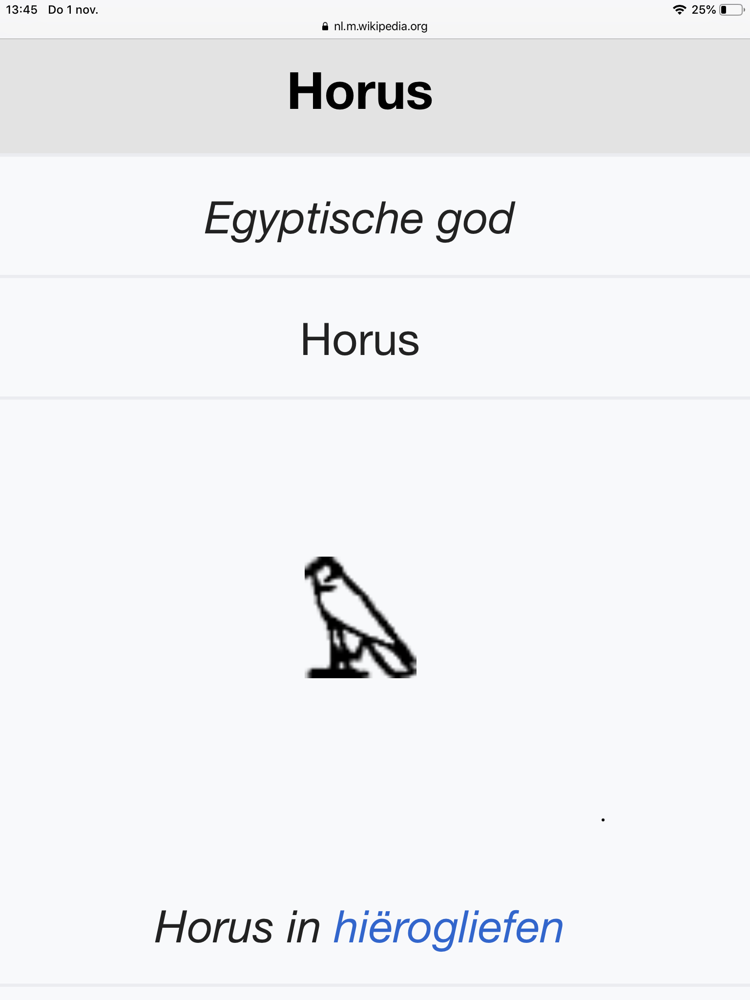 13:45 Do 1 nov. 25%
nl.m.wikipedia.org
Horus
Egyptische god
Horus
.
Horus in hiërogliefen